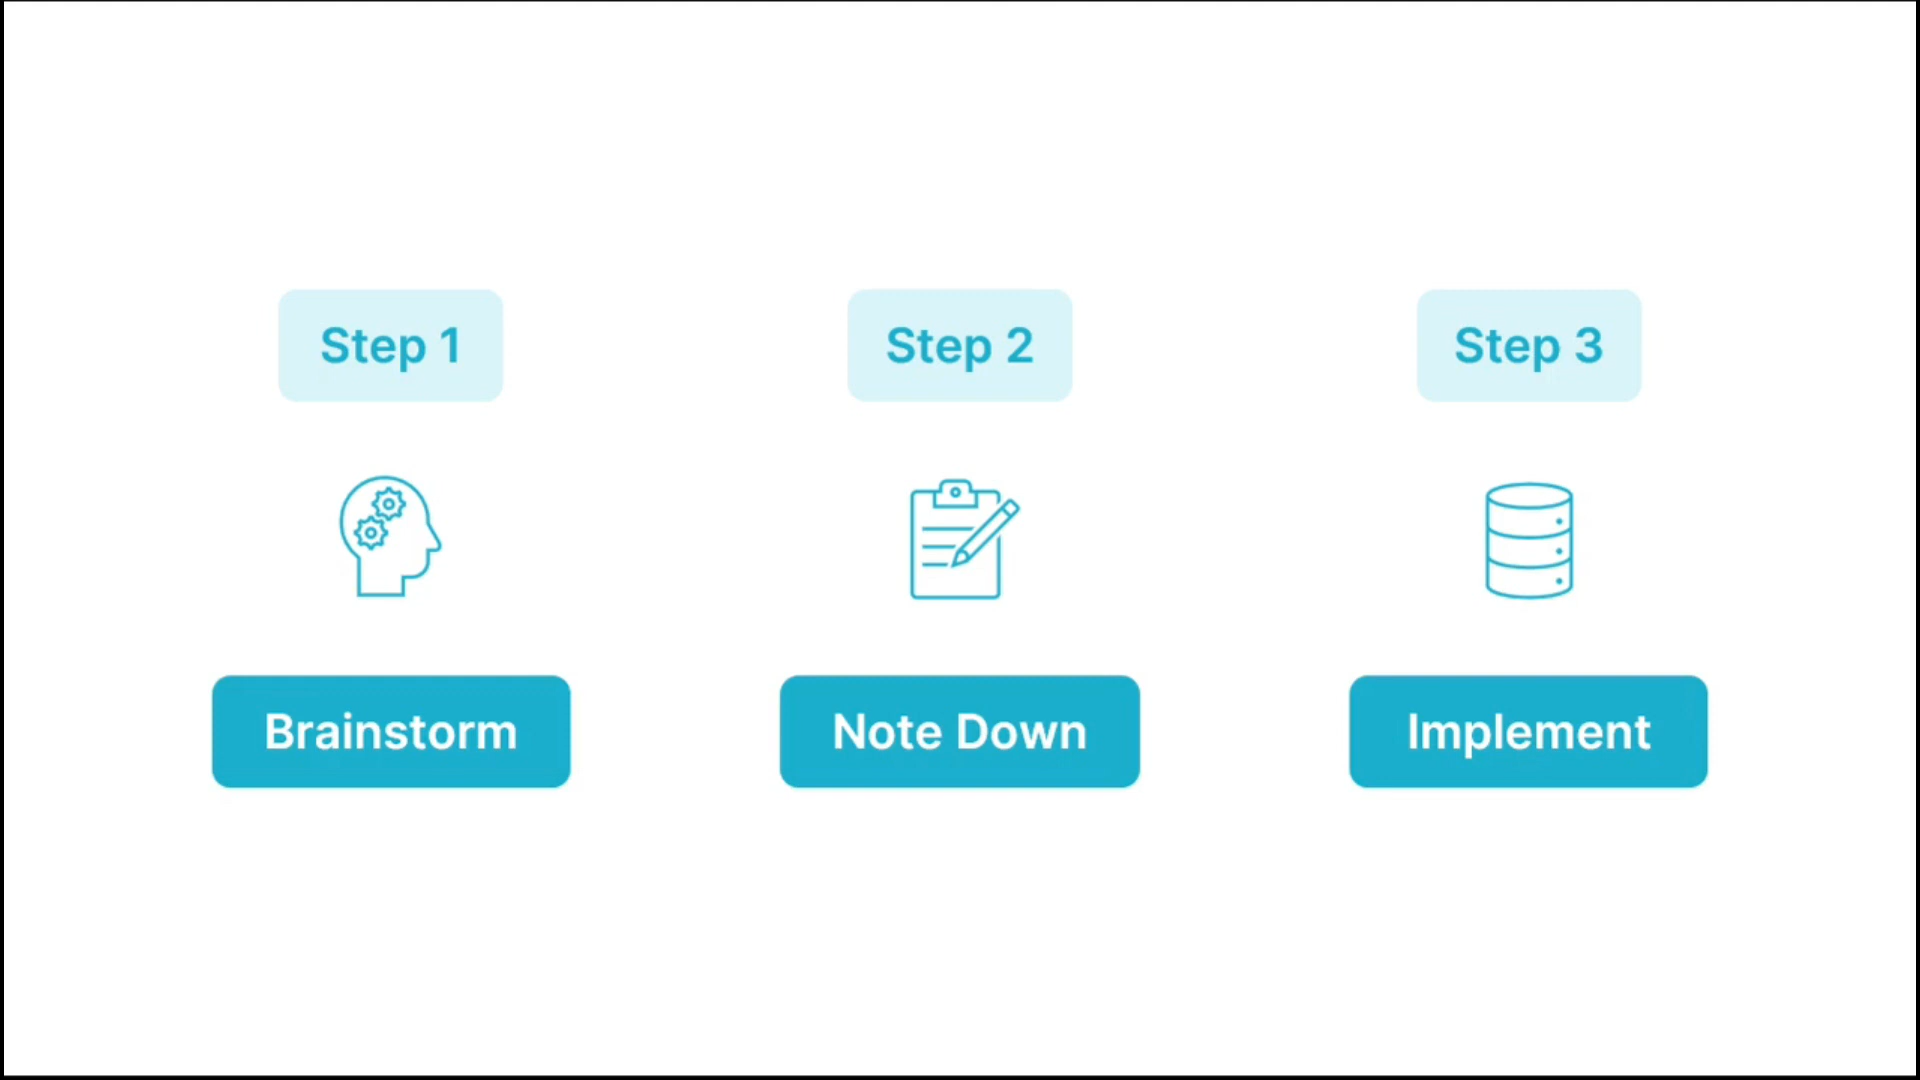 Step 1
Step 2
Step 3
Brainstorm
Note Down
Implement